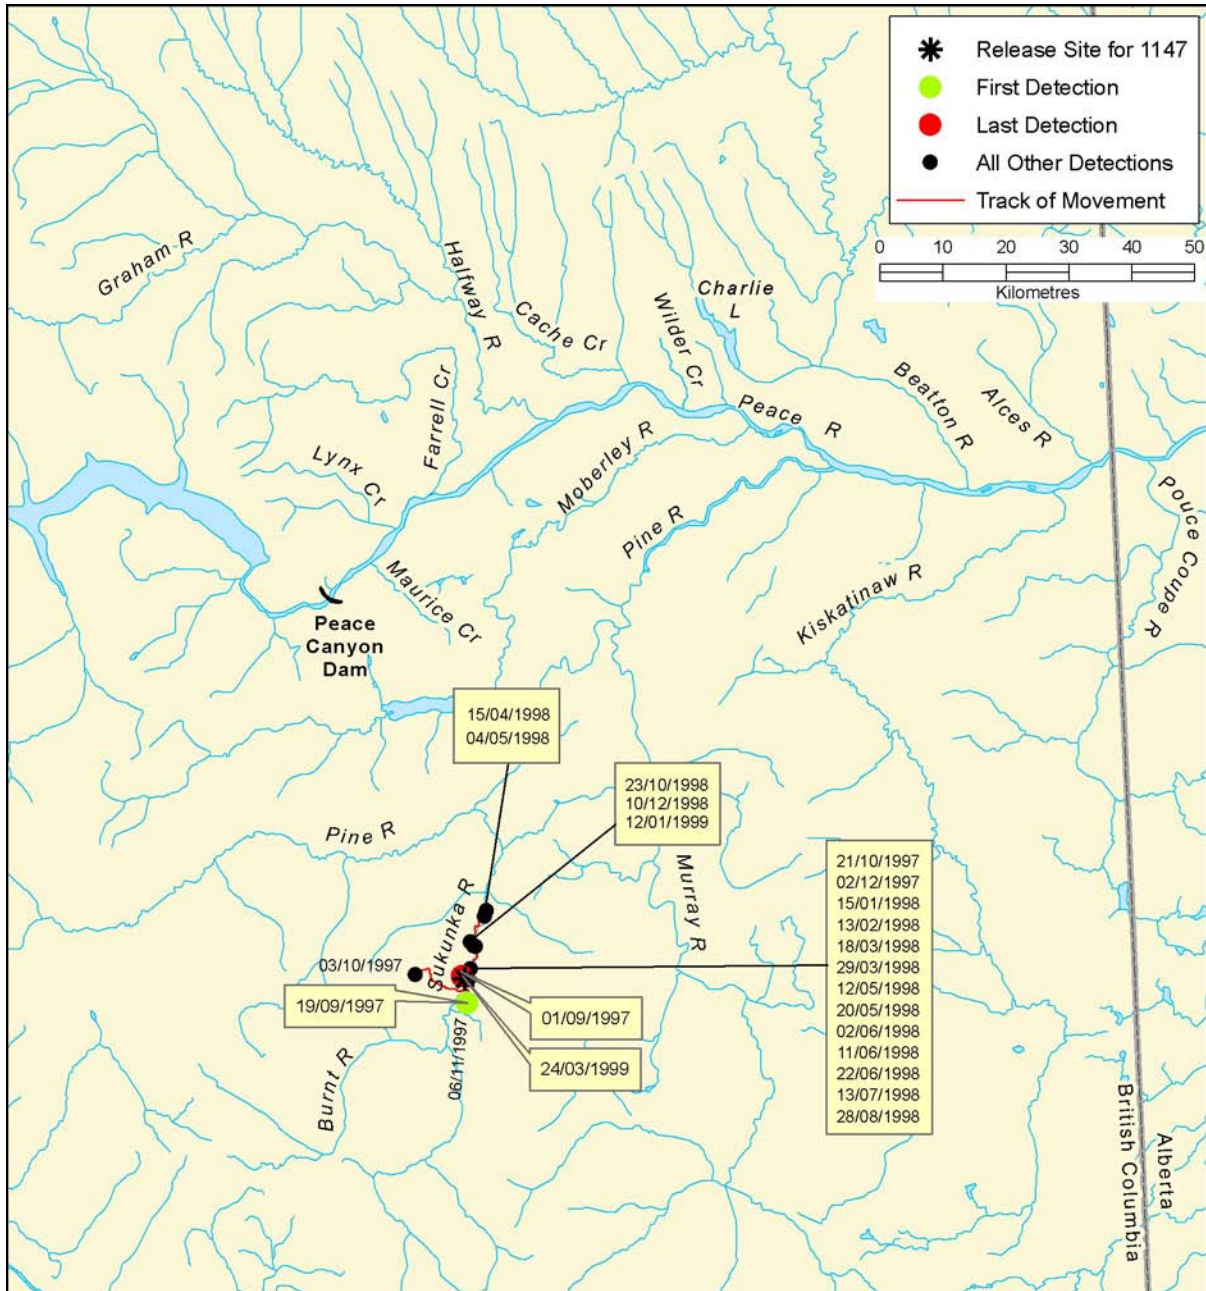 Release Site for 1147
First Detection
Last Detection
All Other Detections
Track of Movement
0 10 20 30 40 50
Kilometres
Graham R
Halfway R
Cache Cr
Wilder Cr
Charlie
L
Farrell Cr
Lynx Cr
Moberley R
Peace R
Beatton R
Alces R
Pouce Coupe R
Pine R
Kiskatinaw R
Maurice Cr
Peace
Canyon
Dam
15/04/1998
04/05/1998
23/10/1998
10/12/1998
12/01/1999
Pine R
Sukunka R
Murray R
21/10/1997
02/12/1997
15/01/1998
13/02/1998
18/03/1998
29/03/1998
12/05/1998
20/05/1998
02/06/1998
11/06/1998
22/06/1998
13/07/1998
28/08/1998
03/10/1997
19/09/1997
01/09/1997
24/03/1999
06/11/1997
Burnt R
British Columbia
Alberta